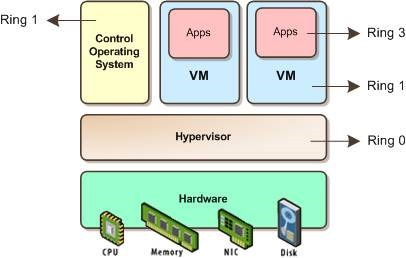 Ring 1
Control
Operating
System
Apps
VM
Apps
VM
Ring 3
Ring 1
Hypervisor
Ring 0
Hardware
CPU
Memory
NIC
Disk